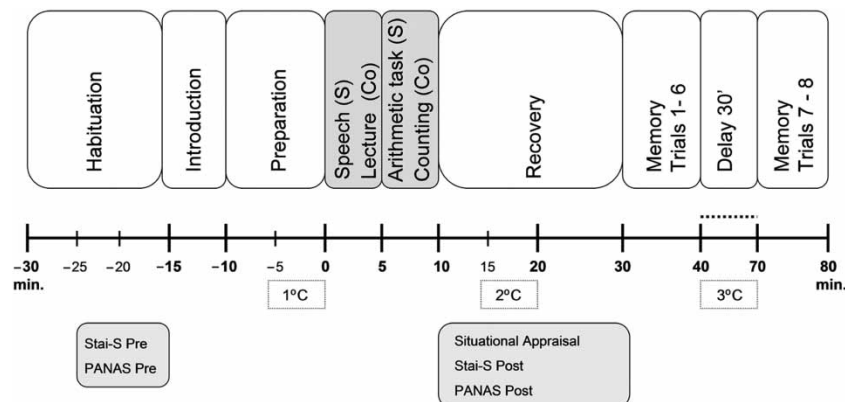 Habituation
Introduction
Preparation
Speech (S)
Lecture (Co)
Arithmetic task (S)
Counting (Co)
Recovery
Memory
Trials 1- 6
Delay 30'
Memory
Trials 7 - 8
−30 −25 −20 −15 −10 −5 0 5 10 15 20 30 40 70 80
min. min.
1ºC 2ºC 3ºC
Stai-S Pre
PANAS Pre
Situational Appraisal
Stai-S Post
PANAS Post